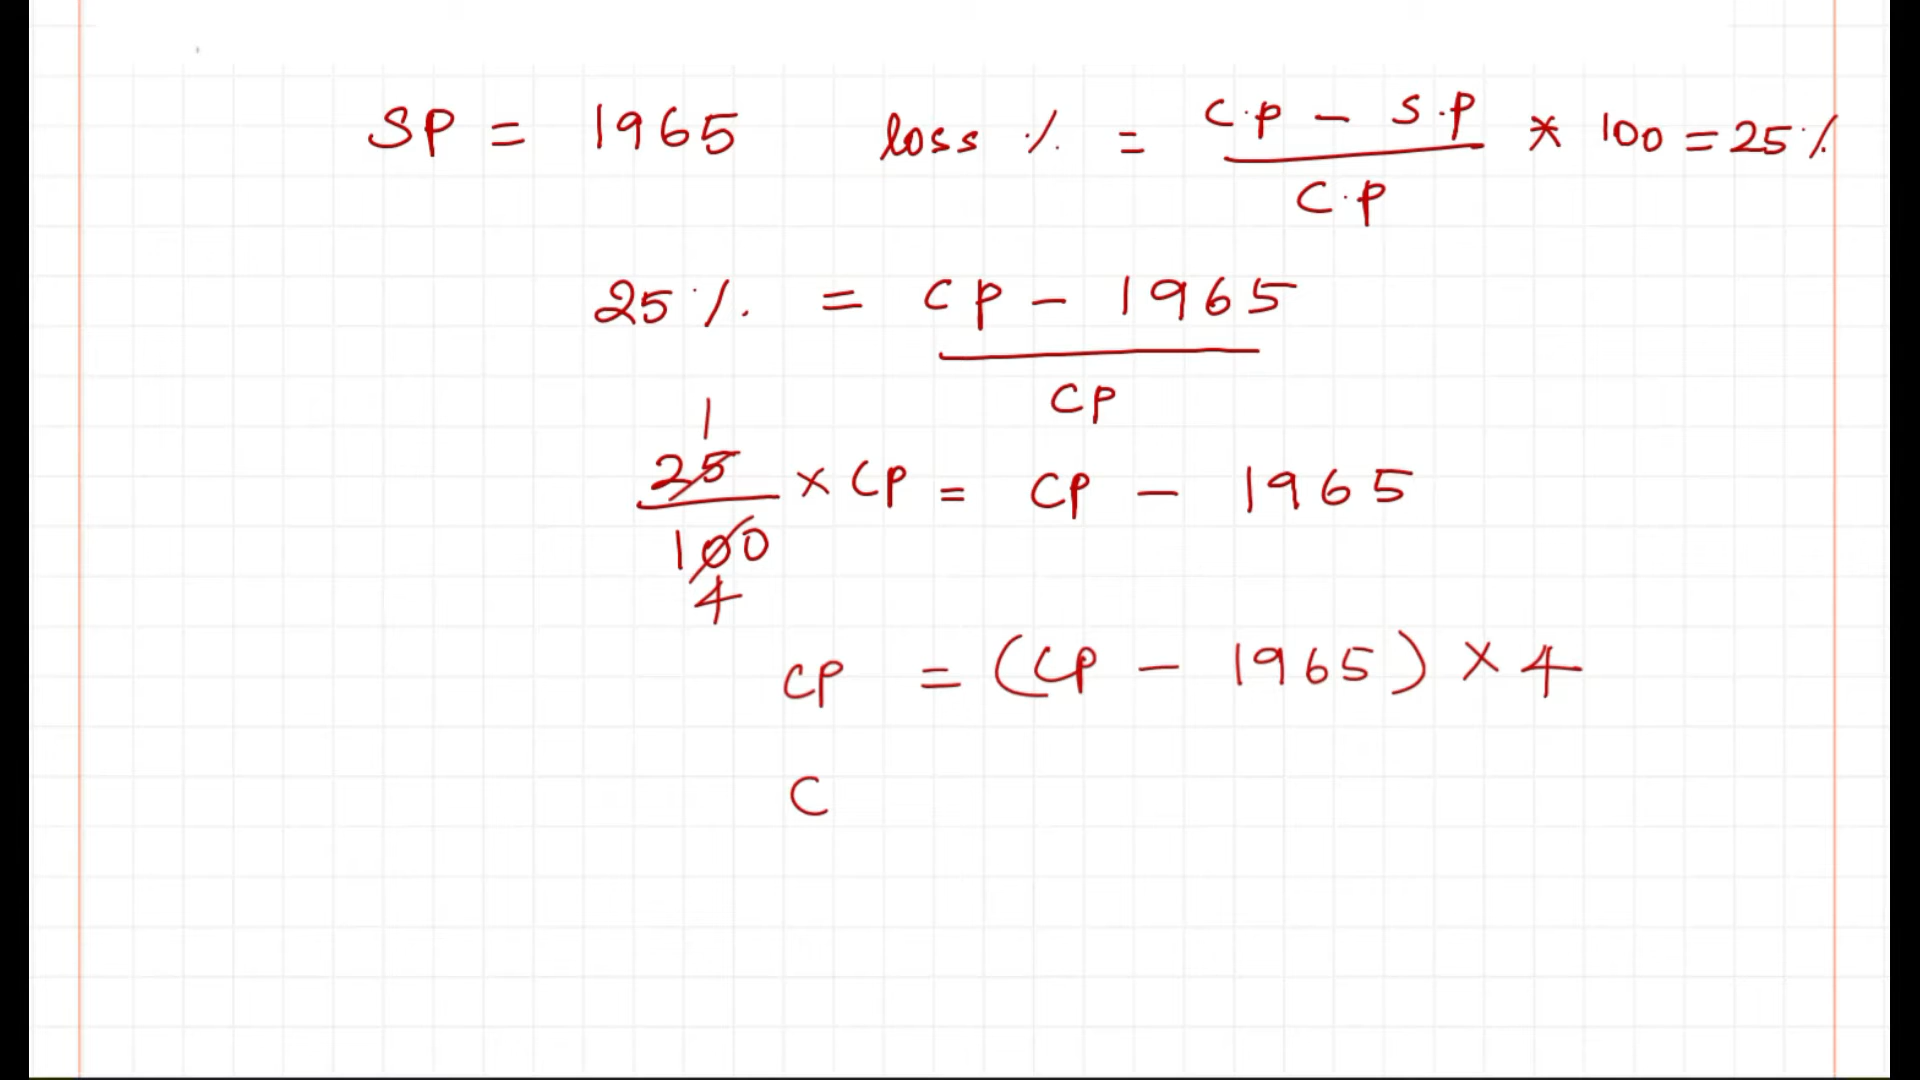 SP = 1965 loss % = C.P - S.P / C.P * 100 = 25%
25% = CP - 1965 / CP
25/100 1/4 × CP = CP - 1965
CP = (CP - 1965) × 4
C